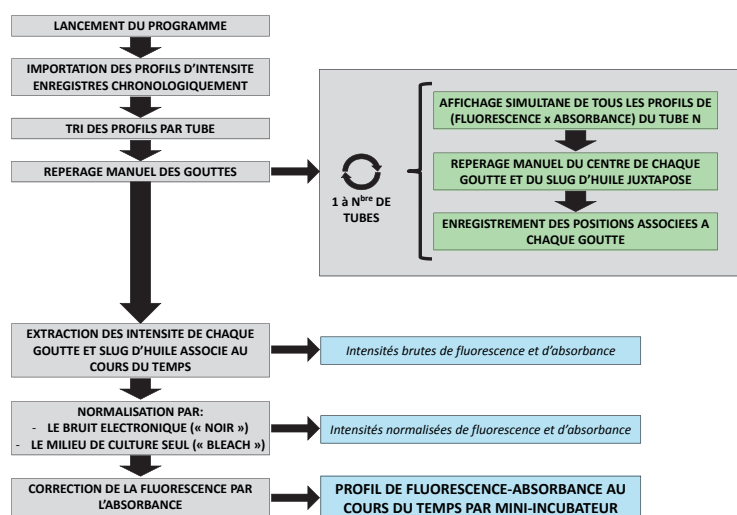 LANCEMENT DU PROGRAMME
IMPORTATION DES PROFILS D'INTENSITE
ENREGISTRES CHRONOLOGIQUEMENT
TRI DES PROFILS PAR TUBE
REPERAGE MANUEL DES GOUTTES
1 à Nbre DE
TUBES
AFFICHAGE SIMULTANE DE TOUS LES PROFILS DE
(FLUORESCENCE x ABSORBANCE) DU TUBE N
REPERAGE MANUEL DU CENTRE DE CHAQUE
GOUTTE ET DU SLUG D'HUILE JUXTAPOSE
ENREGISTREMENT DES POSITIONS ASSOCIEES A
CHAQUE GOUTTE
EXTRACTION DES INTENSITE DE CHAQUE
GOUTTE ET SLUG D'HUILE ASSOCIE AU
COURS DU TEMPS
Intensités brutes de fluorescence et d'absorbance
NORMALISATION PAR:
- LE BRUIT ELECTRONIQUE (« NOIR »)
- LE MILIEU DE CULTURE SEUL (« BLEACH »)
Intensités normalisées de fluorescence et d'absorbance
CORRECTION DE LA FLUORESCENCE PAR
L'ABSORBANCE
PROFIL DE FLUORESCENCE-ABSORBANCE AU
COURS DU TEMPS PAR MINI-INCUBATEUR